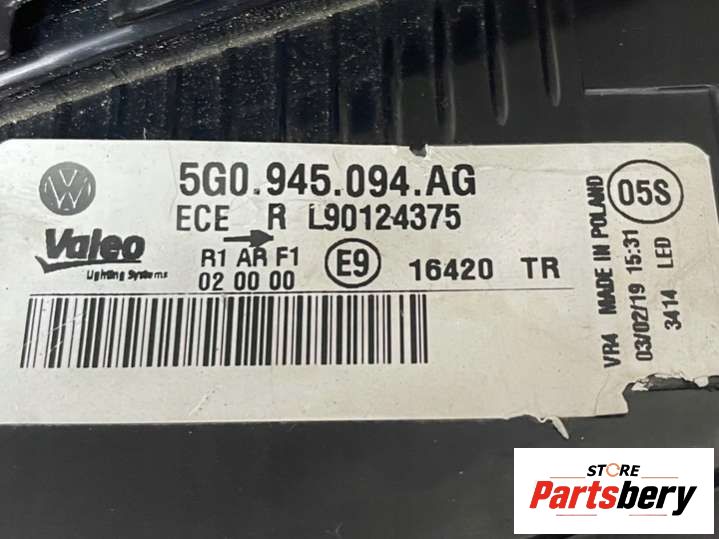 5G0.945.094.AG
ECE R L90124375
Valeo
Lighting Systems
R1 AR F1
02 00 00
E9
16420 TR
05S
VR4 MADE IN POLAND
03/02/19 15:31
3414 LED
STORE
Partsbery